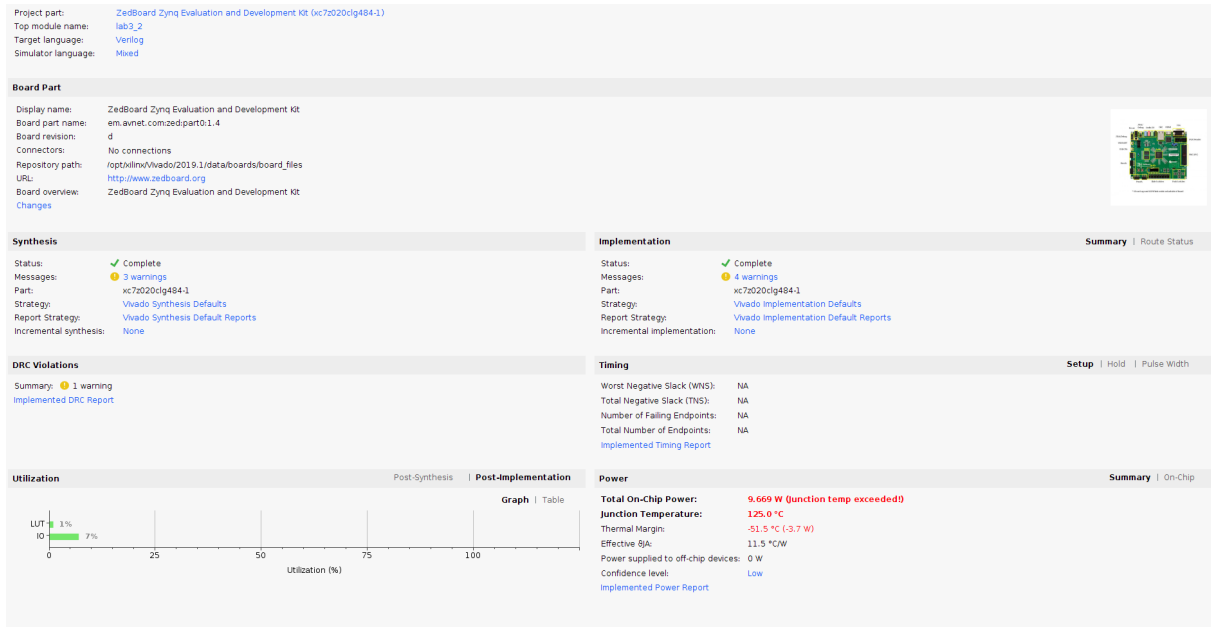 Project part: ZedBoard Zynq Evaluation and Development Kit (xc7z020clg484-1)
Top module name: lab3_2
Target language: Verilog
Simulator language: Mixed
Board Part
Display name: ZedBoard Zynq Evaluation and Development Kit
Board part name: em.avnet.com:zed:part0:1.4
Board revision: d
Connectors: No connections
Repository path: /opt/xilinx/Vivado/2019.1/data/boards/board_files
URL: http://www.zedboard.org
Board overview: ZedBoard Zynq Evaluation and Development Kit
Changes
Synthesis
Status: Complete
Messages: 3 warnings
Part: xc7z020clg484-1
Strategy: Vivado Synthesis Defaults
Report Strategy: Vivado Synthesis Default Reports
Incremental synthesis: None
Implementation Summary | Route Status
Status: Complete
Messages: 4 warnings
Part: xc7z020clg484-1
Strategy: Vivado Implementation Defaults
Report Strategy: Vivado Implementation Default Reports
Incremental implementation: None
DRC Violations
Summary: 1 warning
Implemented DRC Report
Timing Setup | Hold | Pulse Width
Worst Negative Slack (WNS): NA
Total Negative Slack (TNS): NA
Number of Failing Endpoints: NA
Total Number of Endpoints: NA
Implemented Timing Report
Utilization Post-Synthesis | Post-Implementation
Graph | Table
LUT 1%
IO 7%
0 25 50 75 100
Utilization (%)
Power Summary | On-Chip
Total On-Chip Power: 9.669 W (Junction temp exceeded!)
Junction Temperature: 125.0 °C
Thermal Margin: -51.5 °C (-3.7 W)
Effective ϑJA: 11.5 °C/W
Power supplied to off-chip devices: 0 W
Confidence level: Low
Implemented Power Report